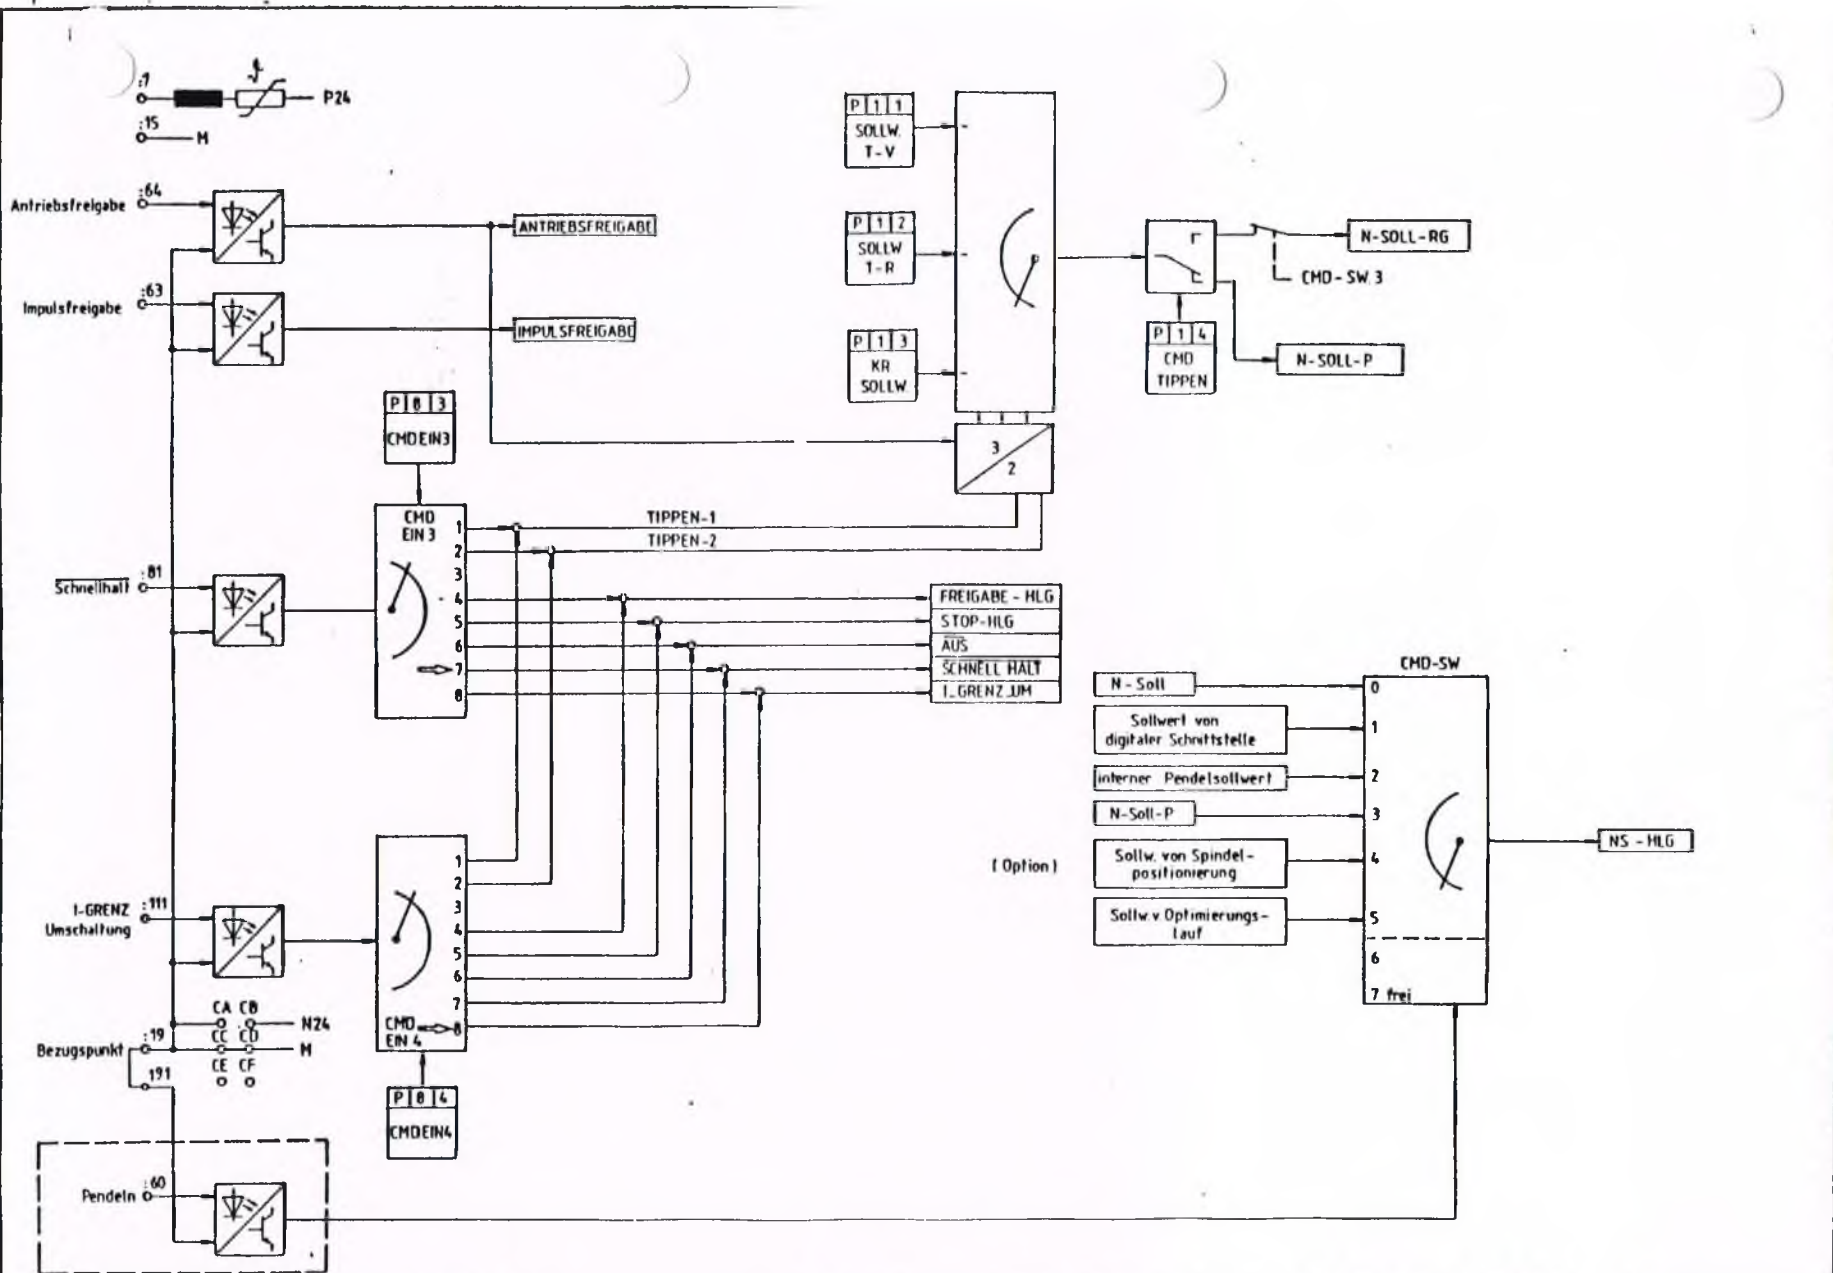 :7
P24
:15
M
Antriebsfreigabe
:64
ANTRIEBSFREIGABE
Impulsfreigabe
:63
IMPULSFREIGABE
P 1 1
SOLLW.
T-V
P 1 2
SOLLW
T-R
P 1 3
KR
SOLLW.
3
2
N-SOLL-RG
CMD-SW.3
P 1 4
CMD
TIPPEN
N-SOLL-P
P 8 3
CMDEIN3
CMD
EIN 3
1
2
3
4
5
6
7
8
TIPPEN-1
TIPPEN-2
Schnellhalt
:81
FREIGABE - HLG
STOP-HLG
AUS
SCHNELL HALT
I_GRENZ_UM
CMD-SW
N - Soll
0
Sollwert von
digitaler Schnittstelle
1
interner Pendelsollwert
2
N-Soll-P
3
(Option)
Sollw. von Spindel-
positionierung
4
Sollw.v.Optimierungs-
lauf
5
6
7 frei
NS - HLG
I-GRENZ
Umschaltung
:111
1
2
3
4
5
6
7
8
CMD
EIN 4
P 8 4
CMDEIN4
CA CB
N24
Bezugspunkt
:19
CC CD
M
CE CF
191
Pendeln
:60